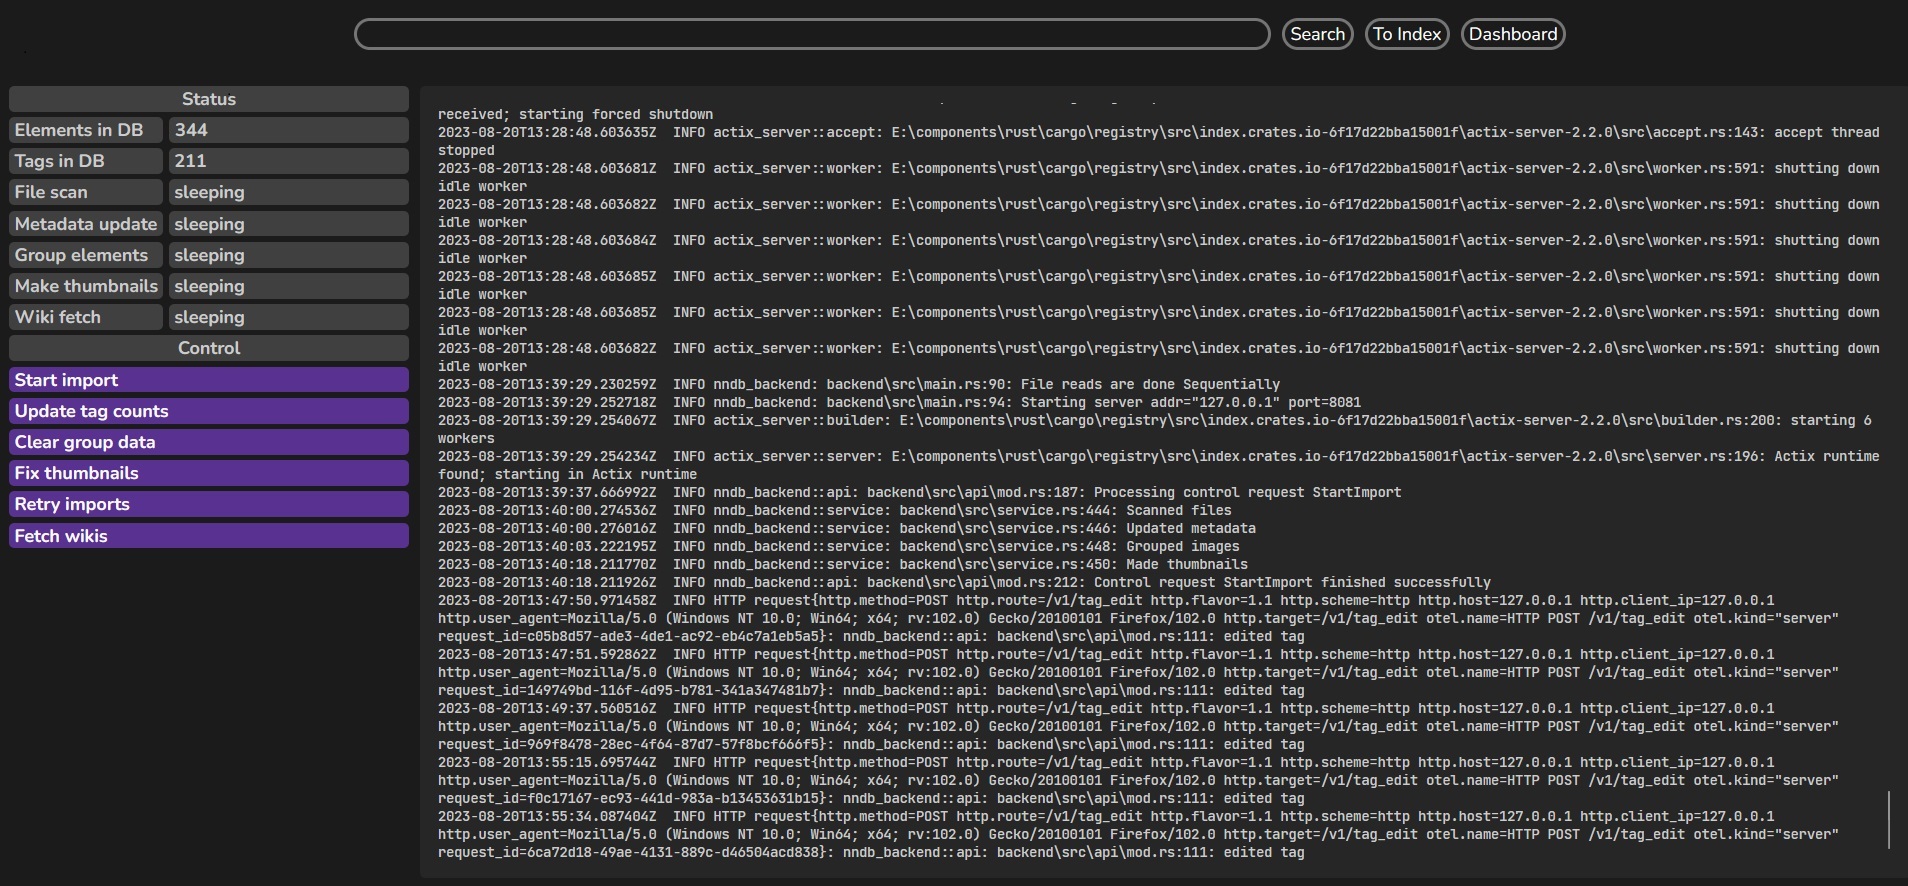 Search To Index Dashboard
Status
Elements in DB 344
Tags in DB 211
File scan sleeping
Metadata update sleeping
Group elements sleeping
Make thumbnails sleeping
Wiki fetch sleeping
Control
Start import
Update tag counts
Clear group data
Fix thumbnails
Retry imports
Fetch wikis
received; starting forced shutdown
2023-08-20T13:28:48.603635Z  INFO actix_server::accept: E:\components\rust\cargo\registry\src\index.crates.io-6f17d22bba15001f\actix-server-2.2.0\src\accept.rs:143: accept thread
stopped
2023-08-20T13:28:48.603681Z  INFO actix_server::worker: E:\components\rust\cargo\registry\src\index.crates.io-6f17d22bba15001f\actix-server-2.2.0\src\worker.rs:591: shutting down
idle worker
2023-08-20T13:28:48.603682Z  INFO actix_server::worker: E:\components\rust\cargo\registry\src\index.crates.io-6f17d22bba15001f\actix-server-2.2.0\src\worker.rs:591: shutting down
idle worker
2023-08-20T13:28:48.603684Z  INFO actix_server::worker: E:\components\rust\cargo\registry\src\index.crates.io-6f17d22bba15001f\actix-server-2.2.0\src\worker.rs:591: shutting down
idle worker
2023-08-20T13:28:48.603685Z  INFO actix_server::worker: E:\components\rust\cargo\registry\src\index.crates.io-6f17d22bba15001f\actix-server-2.2.0\src\worker.rs:591: shutting down
idle worker
2023-08-20T13:28:48.603685Z  INFO actix_server::worker: E:\components\rust\cargo\registry\src\index.crates.io-6f17d22bba15001f\actix-server-2.2.0\src\worker.rs:591: shutting down
idle worker
2023-08-20T13:28:48.603682Z  INFO actix_server::worker: E:\components\rust\cargo\registry\src\index.crates.io-6f17d22bba15001f\actix-server-2.2.0\src\worker.rs:591: shutting down
idle worker
2023-08-20T13:39:29.230259Z  INFO nndb_backend: backend\src\main.rs:90: File reads are done Sequentially
2023-08-20T13:39:29.252718Z  INFO nndb_backend: backend\src\main.rs:94: Starting server addr="127.0.0.1" port=8081
2023-08-20T13:39:29.254067Z  INFO actix_server::builder: E:\components\rust\cargo\registry\src\index.crates.io-6f17d22bba15001f\actix-server-2.2.0\src\builder.rs:200: starting 6
workers
2023-08-20T13:39:29.254234Z  INFO actix_server::server: E:\components\rust\cargo\registry\src\index.crates.io-6f17d22bba15001f\actix-server-2.2.0\src\server.rs:196: Actix runtime
found; starting in Actix runtime
2023-08-20T13:39:37.666992Z  INFO nndb_backend::api: backend\src\api\mod.rs:187: Processing control request StartImport
2023-08-20T13:40:00.274536Z  INFO nndb_backend::service: backend\src\service.rs:444: Scanned files
2023-08-20T13:40:00.276016Z  INFO nndb_backend::service: backend\src\service.rs:446: Updated metadata
2023-08-20T13:40:03.222195Z  INFO nndb_backend::service: backend\src\service.rs:448: Grouped images
2023-08-20T13:40:18.211770Z  INFO nndb_backend::service: backend\src\service.rs:450: Made thumbnails
2023-08-20T13:40:18.211926Z  INFO nndb_backend::api: backend\src\api\mod.rs:212: Control request StartImport finished successfully
2023-08-20T13:47:50.971458Z  INFO HTTP request{http.method=POST http.route=/v1/tag_edit http.flavor=1.1 http.scheme=http http.host=127.0.0.1 http.client_ip=127.0.0.1
http.user_agent=Mozilla/5.0 (Windows NT 10.0; Win64; x64; rv:102.0) Gecko/20100101 Firefox/102.0 http.target=/v1/tag_edit otel.name=HTTP POST /v1/tag_edit otel.kind="server"
request_id=c05b8d57-ade3-4de1-ac92-eb4c7a1eb5a5}: nndb_backend::api: backend\src\api\mod.rs:111: edited tag
2023-08-20T13:47:51.592862Z  INFO HTTP request{http.method=POST http.route=/v1/tag_edit http.flavor=1.1 http.scheme=http http.host=127.0.0.1 http.client_ip=127.0.0.1
http.user_agent=Mozilla/5.0 (Windows NT 10.0; Win64; x64; rv:102.0) Gecko/20100101 Firefox/102.0 http.target=/v1/tag_edit otel.name=HTTP POST /v1/tag_edit otel.kind="server"
request_id=149749bd-116f-4d95-b781-341a347481b7}: nndb_backend::api: backend\src\api\mod.rs:111: edited tag
2023-08-20T13:49:37.560516Z  INFO HTTP request{http.method=POST http.route=/v1/tag_edit http.flavor=1.1 http.scheme=http http.host=127.0.0.1 http.client_ip=127.0.0.1
http.user_agent=Mozilla/5.0 (Windows NT 10.0; Win64; x64; rv:102.0) Gecko/20100101 Firefox/102.0 http.target=/v1/tag_edit otel.name=HTTP POST /v1/tag_edit otel.kind="server"
request_id=969f8478-28ec-4f64-87d7-57f8bcf666f5}: nndb_backend::api: backend\src\api\mod.rs:111: edited tag
2023-08-20T13:55:15.695744Z  INFO HTTP request{http.method=POST http.route=/v1/tag_edit http.flavor=1.1 http.scheme=http http.host=127.0.0.1 http.client_ip=127.0.0.1
http.user_agent=Mozilla/5.0 (Windows NT 10.0; Win64; x64; rv:102.0) Gecko/20100101 Firefox/102.0 http.target=/v1/tag_edit otel.name=HTTP POST /v1/tag_edit otel.kind="server"
request_id=f0c17167-ec93-441d-983a-b13453631b15}: nndb_backend::api: backend\src\api\mod.rs:111: edited tag
2023-08-20T13:55:34.087404Z  INFO HTTP request{http.method=POST http.route=/v1/tag_edit http.flavor=1.1 http.scheme=http http.host=127.0.0.1 http.client_ip=127.0.0.1
http.user_agent=Mozilla/5.0 (Windows NT 10.0; Win64; x64; rv:102.0) Gecko/20100101 Firefox/102.0 http.target=/v1/tag_edit otel.name=HTTP POST /v1/tag_edit otel.kind="server"
request_id=6ca72d18-49ae-4131-889c-d46504acd838}: nndb_backend::api: backend\src\api\mod.rs:111: edited tag